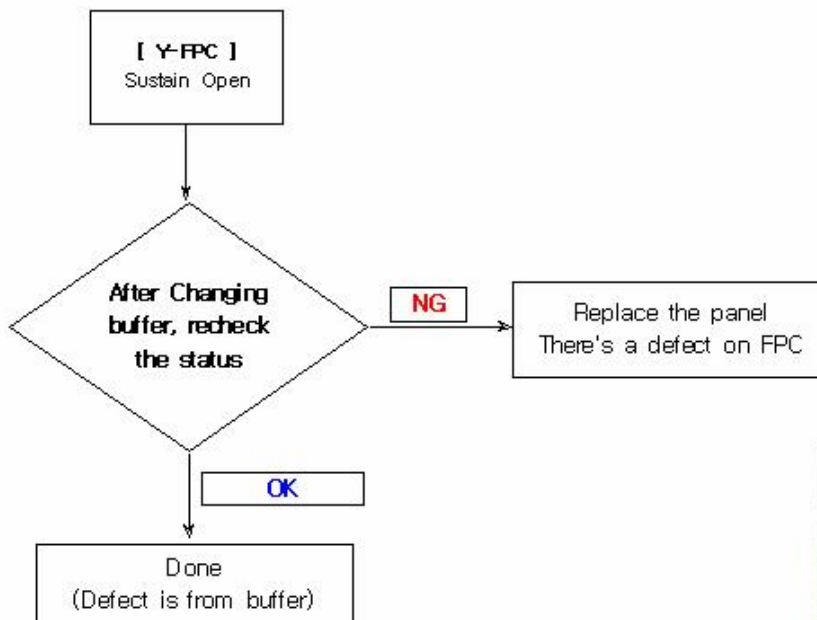 [ Y-FPC ]
Sustain Open
After Changing
buffer, recheck
the status
NG
Replace the panel
There's a defect on FPC
OK
Done
(Defect is from buffer)